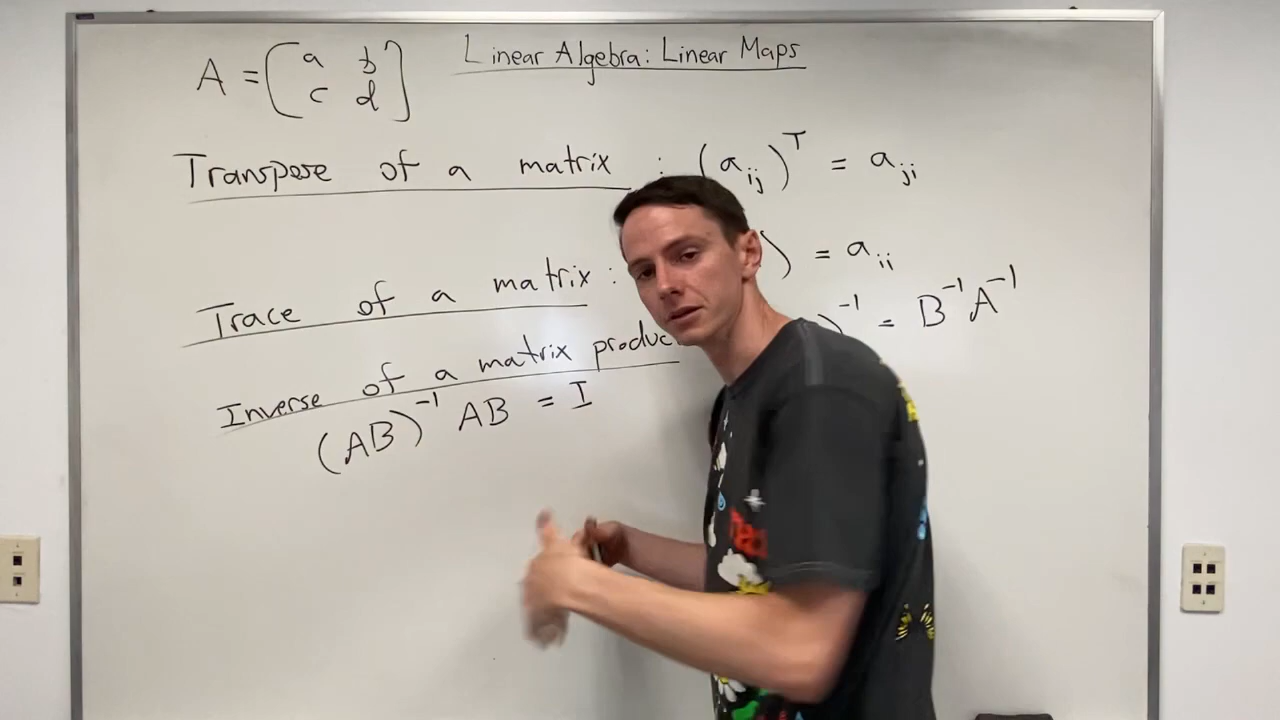 Linear Algebra: Linear Maps
A = (a b
c d)
Transpose of a matrix : (a_ij)^T = a_ji
Trace of a matrix : ) = a_ii
Inverse of a matrix produc )^-1 = B^-1 A^-1
(AB)^-1 AB = I